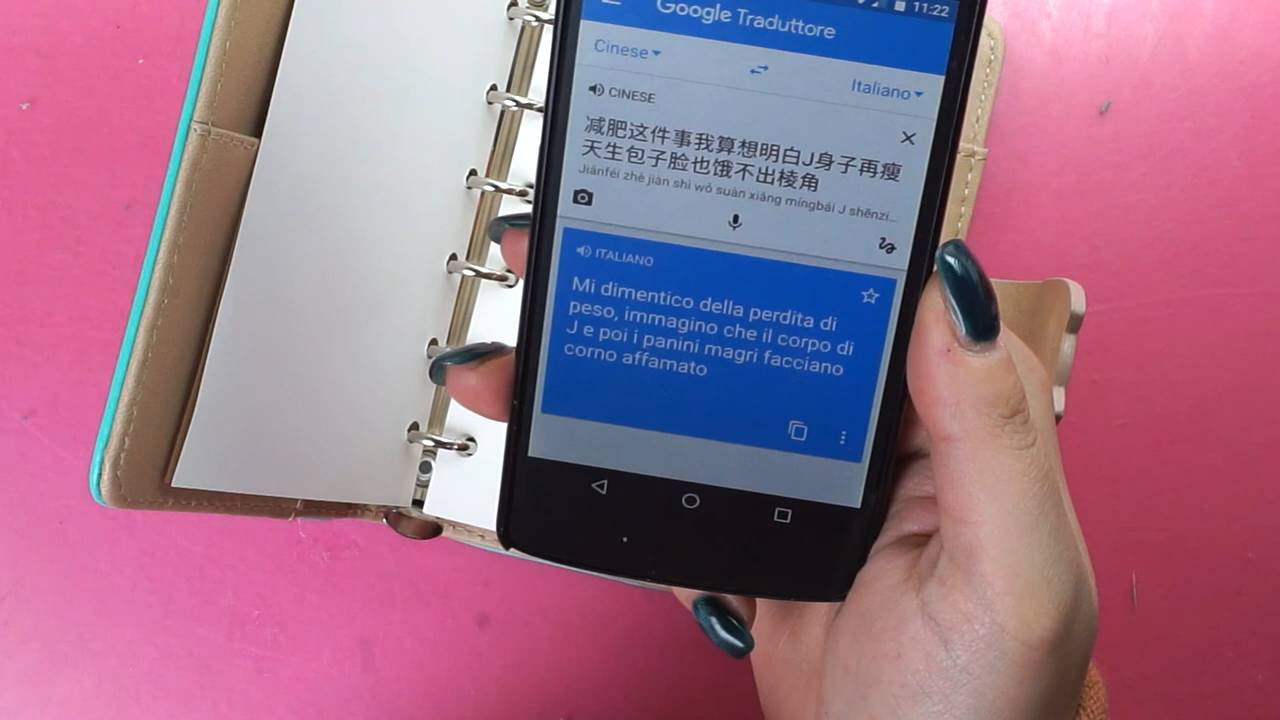 11:22
Google Traduttore
Cinese
Italiano
CINESE
减肥这件事我算想明白J身子再瘦
天生包子脸也饿不出棱角
Jiǎnféi zhè jiàn shì wǒ suàn xiǎng míngbái J shēnzi...
ITALIANO
Mi dimentico della perdita di
peso, immagino che il corpo di
J e poi i panini magri facciano
corno affamato